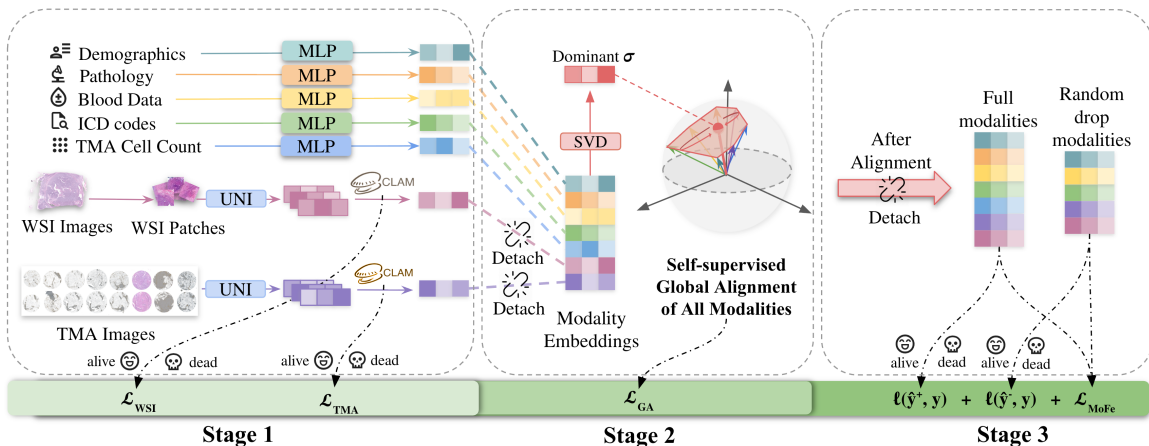 Demographics
MLP
Pathology
MLP
Blood Data
MLP
ICD codes
MLP
TMA Cell Count
MLP
WSI Images
WSI Patches
UNI
CLAM
TMA Images
UNI
CLAM
alive
dead
alive
dead
ℒWSI
ℒTMA
Stage 1
Dominant σ
SVD
Detach
Detach
Modality
Embeddings
Self-supervised
Global Alignment
of All Modalities
ℒGA
Stage 2
After
Alignment
Detach
Full
modalities
Random
drop
modalities
alive
dead
alive
dead
ℓ(ŷ⁺, y) + ℓ(ŷ⁻, y) + ℒMoFe
Stage 3